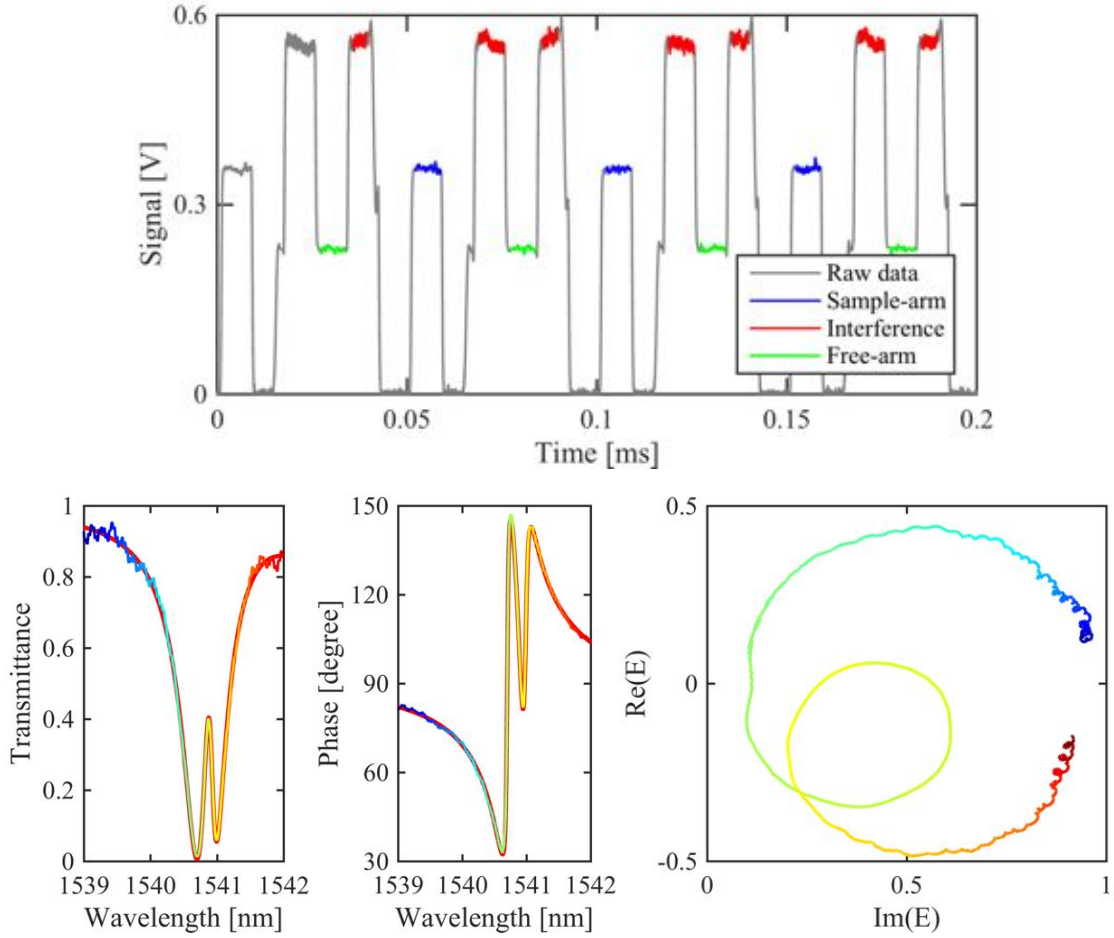 0.6
0.3
0
Signal [V]
0
0.05
0.1
0.15
0.2
Time [ms]
Raw data
Sample-arm
Interference
Free-arm
1
0.8
0.6
0.4
0.2
0
Transmittance
1539
1540
1541
1542
Wavelength [nm]
150
120
90
60
30
Phase [degree]
1539
1540
1541
1542
Wavelength [nm]
0.5
0
-0.5
Re(E)
0
0.5
1
Im(E)